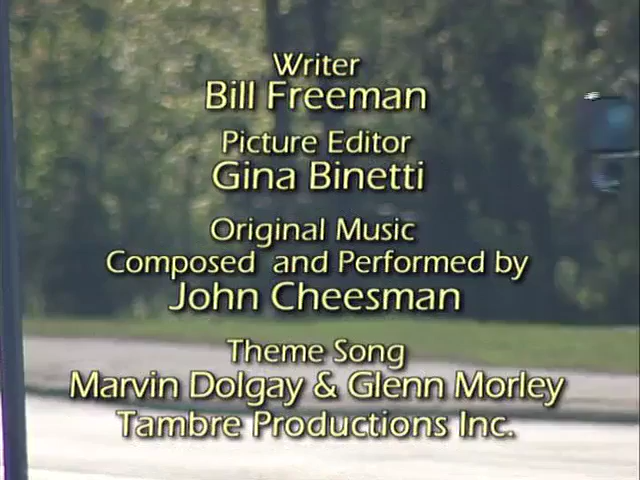 Writer
Bill Freeman
Picture Editor
Gina Binetti
Original Music
Composed and Performed by
John Cheesman
Theme Song
Marvin Dolgay & Glenn Morley
Tambre Productions Inc.